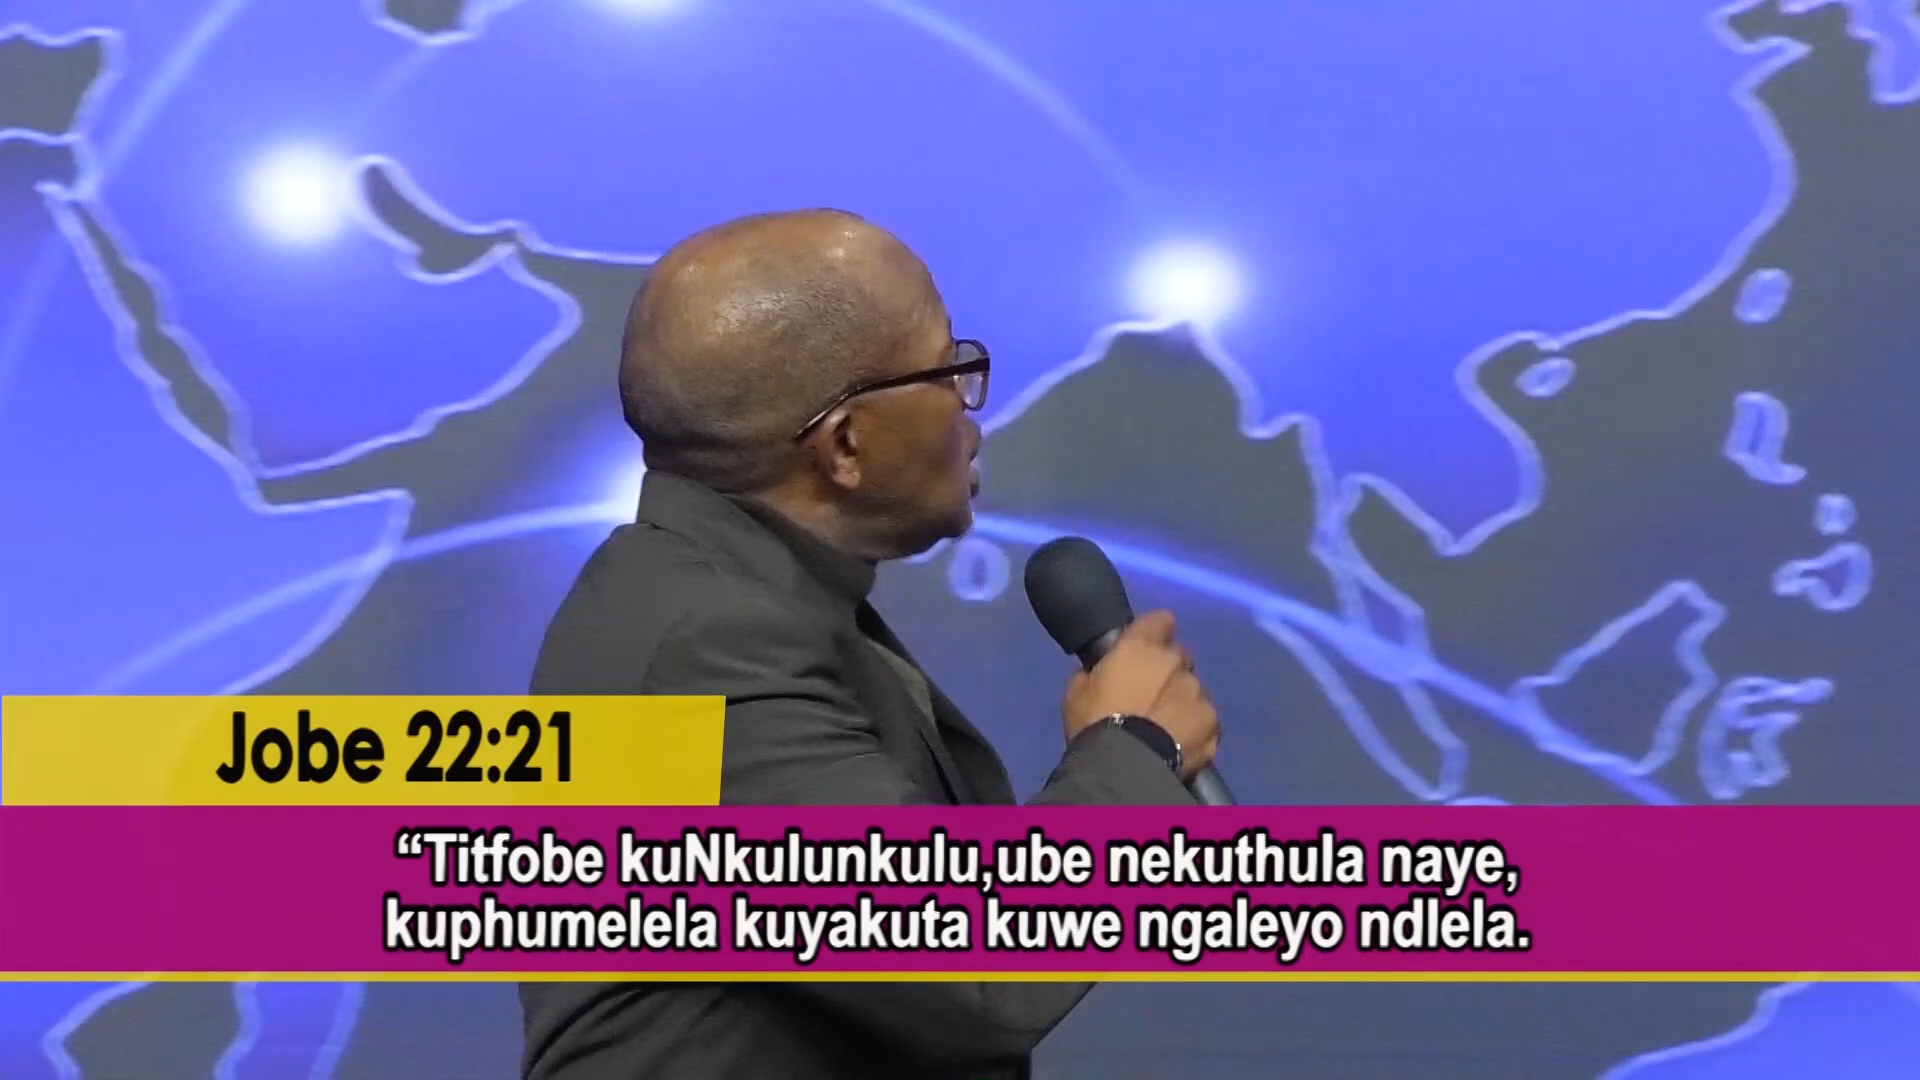 Jobe 22:21
“Titfobe kuNkulunkulu,ube nekuthula naye,
kuphumelela kuyakuta kuwe ngaleyo ndlela.